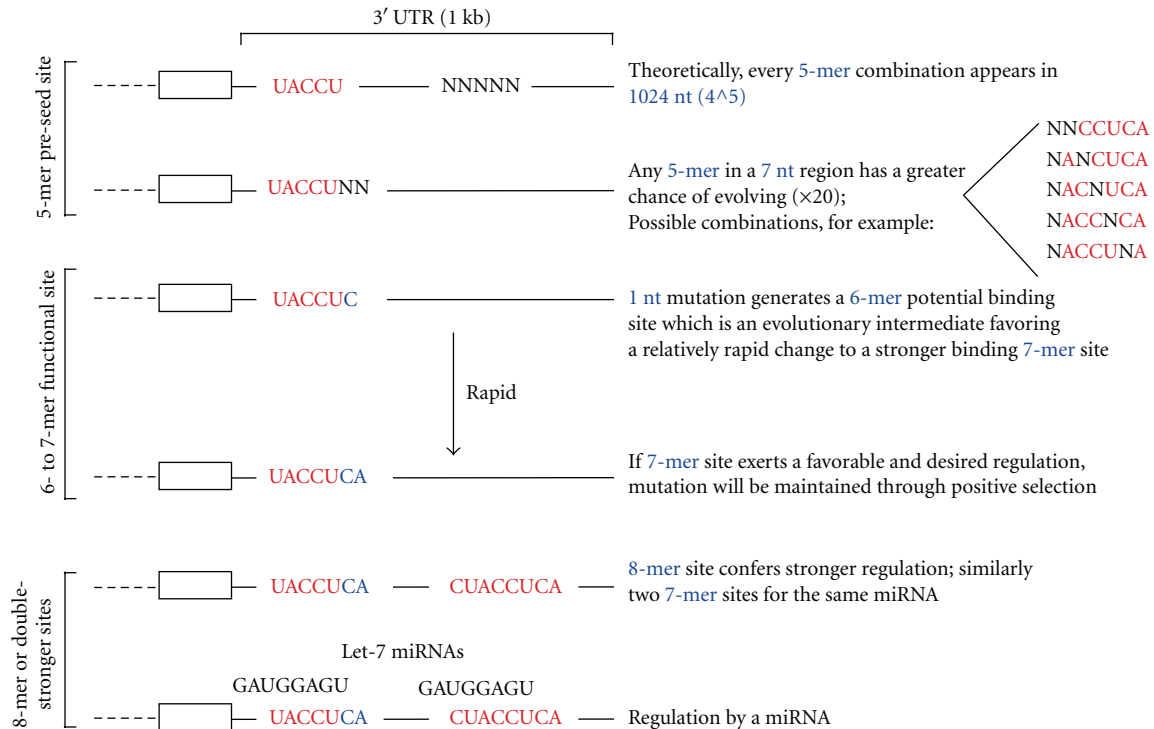 3′ UTR (1 kb)
5-mer pre-seed site
UACCU
NNNNN
Theoretically, every 5-mer combination appears in
1024 nt (4^5)
UACCUNN
Any 5-mer in a 7 nt region has a greater
chance of evolving (×20);
Possible combinations, for example:
NNCCUCA
NANCUCA
NACNUCA
NACCNCA
NACCUNA
6- to 7-mer functional site
UACCUC
1 nt mutation generates a 6-mer potential binding
site which is an evolutionary intermediate favoring
a relatively rapid change to a stronger binding 7-mer site
Rapid
UACCUCA
If 7-mer site exerts a favorable and desired regulation,
mutation will be maintained through positive selection
8-mer or double-
stronger sites
UACCUCA
CUACCUCA
8-mer site confers stronger regulation; similarly
two 7-mer sites for the same miRNA
Let-7 miRNAs
GAUGGAGU
GAUGGAGU
UACCUCA
CUACCUCA
Regulation by a miRNA